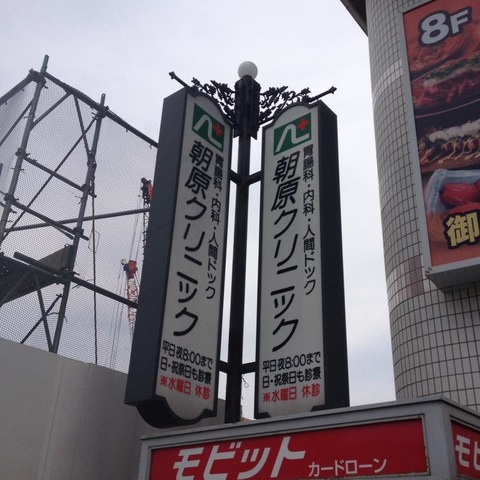 8F
御
胃腸科・内科・人間ドック
朝原クリニック
平日夜8:00まで
日・祝祭日も診療
※水曜日 休診
胃腸科・内科・人間ドック
朝原クリニック
平日夜8:00まで
日・祝祭日も診療
※水曜日 休診
モビット カードローン
モ